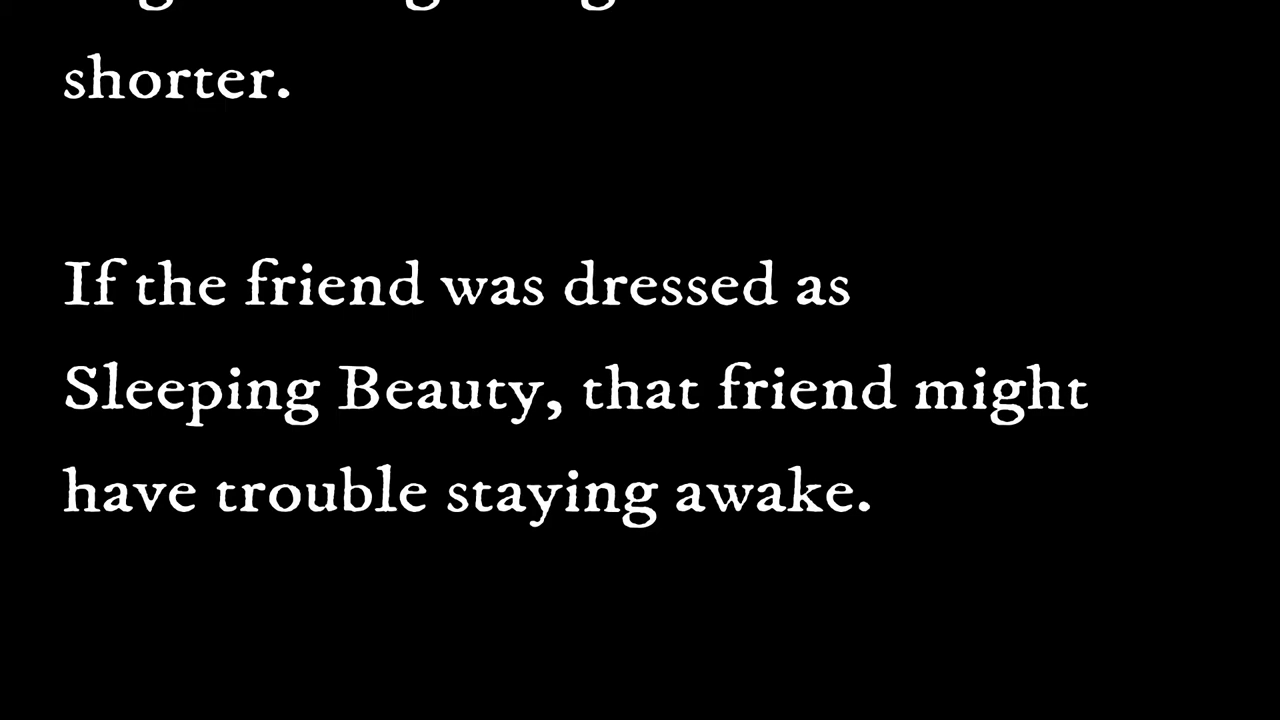 shorter.
If the friend was dressed as
Sleeping Beauty, that friend might
have trouble staying awake.